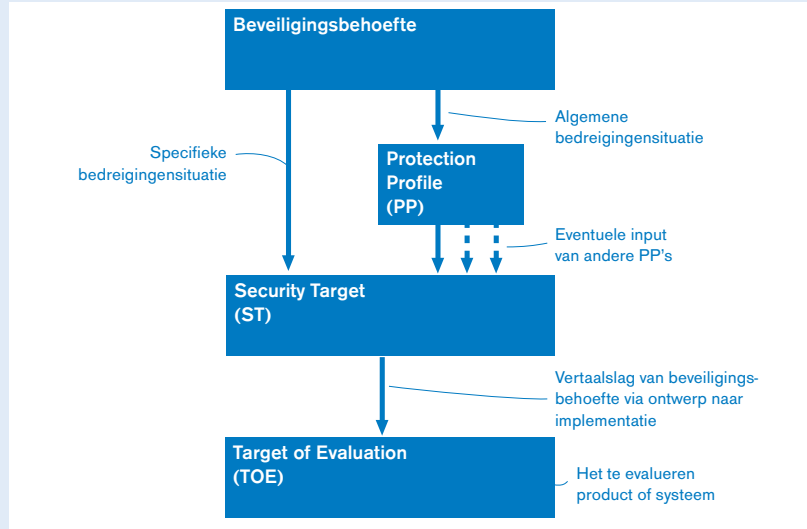 Beveiligingsbehoefte
Algemene
bedreigingensituatie
Specifieke
bedreigingensituatie
Protection
Profile
(PP)
Eventuele input
van andere PP's
Security Target
(ST)
Vertaalslag van beveiligings-
behoefte via ontwerp naar
implementatie
Target of Evaluation
(TOE)
Het te evalueren
product of systeem